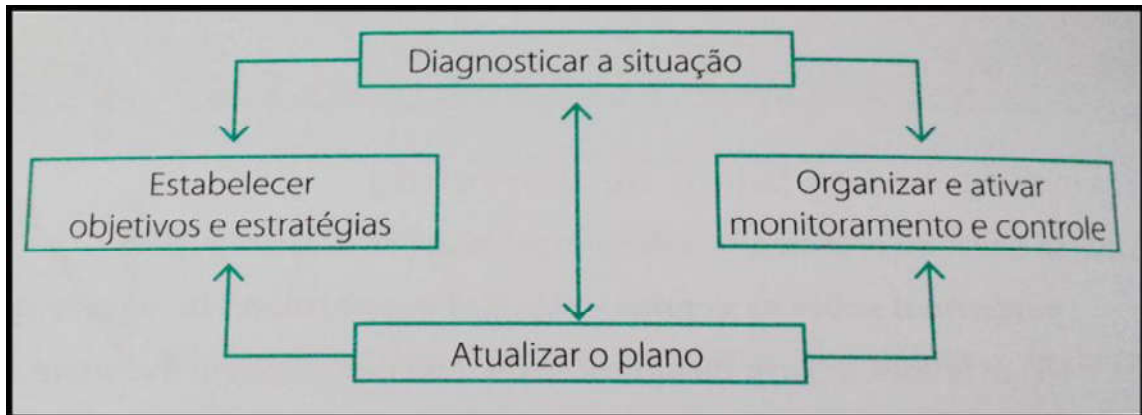 Diagnosticar a situação
Estabelecer
objetivos e estratégias
Organizar e ativar
monitoramento e controle
Atualizar o plano